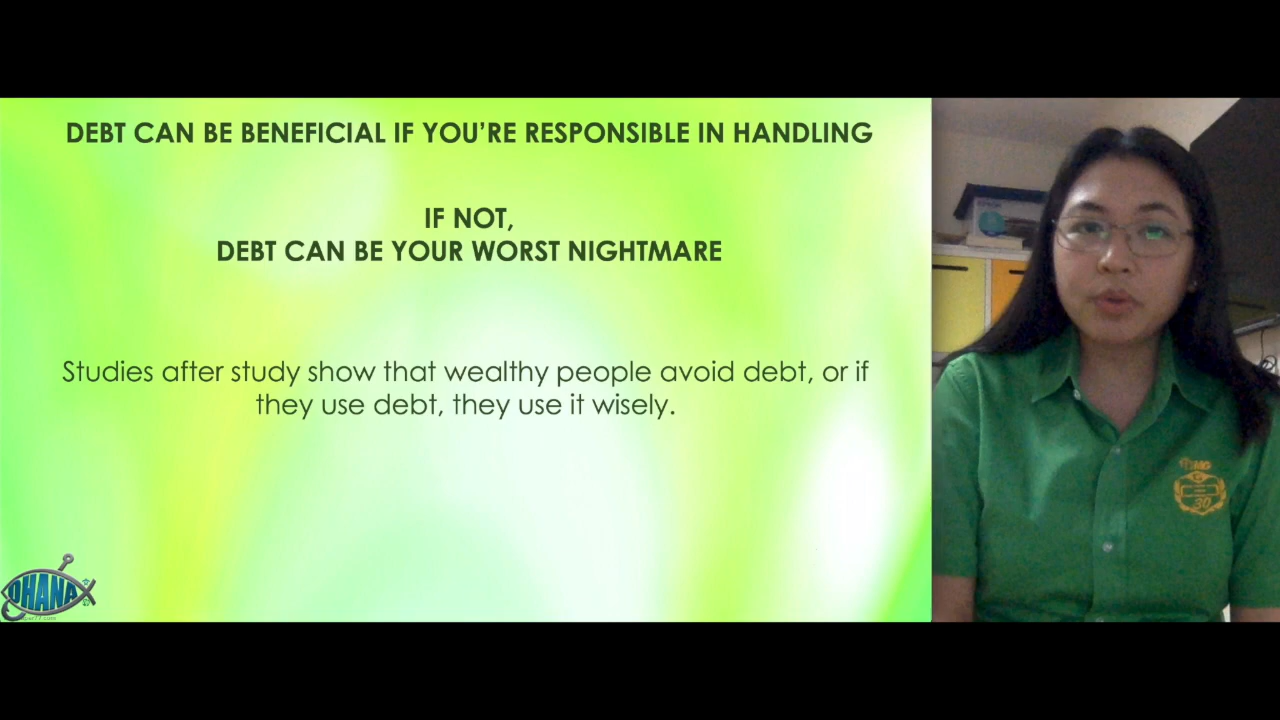 DEBT CAN BE BENEFICIAL IF YOU'RE RESPONSIBLE IN HANDLING
IF NOT,
DEBT CAN BE YOUR WORST NIGHTMARE
Studies after study show that wealthy people avoid debt, or if
they use debt, they use it wisely.
OHANA
30